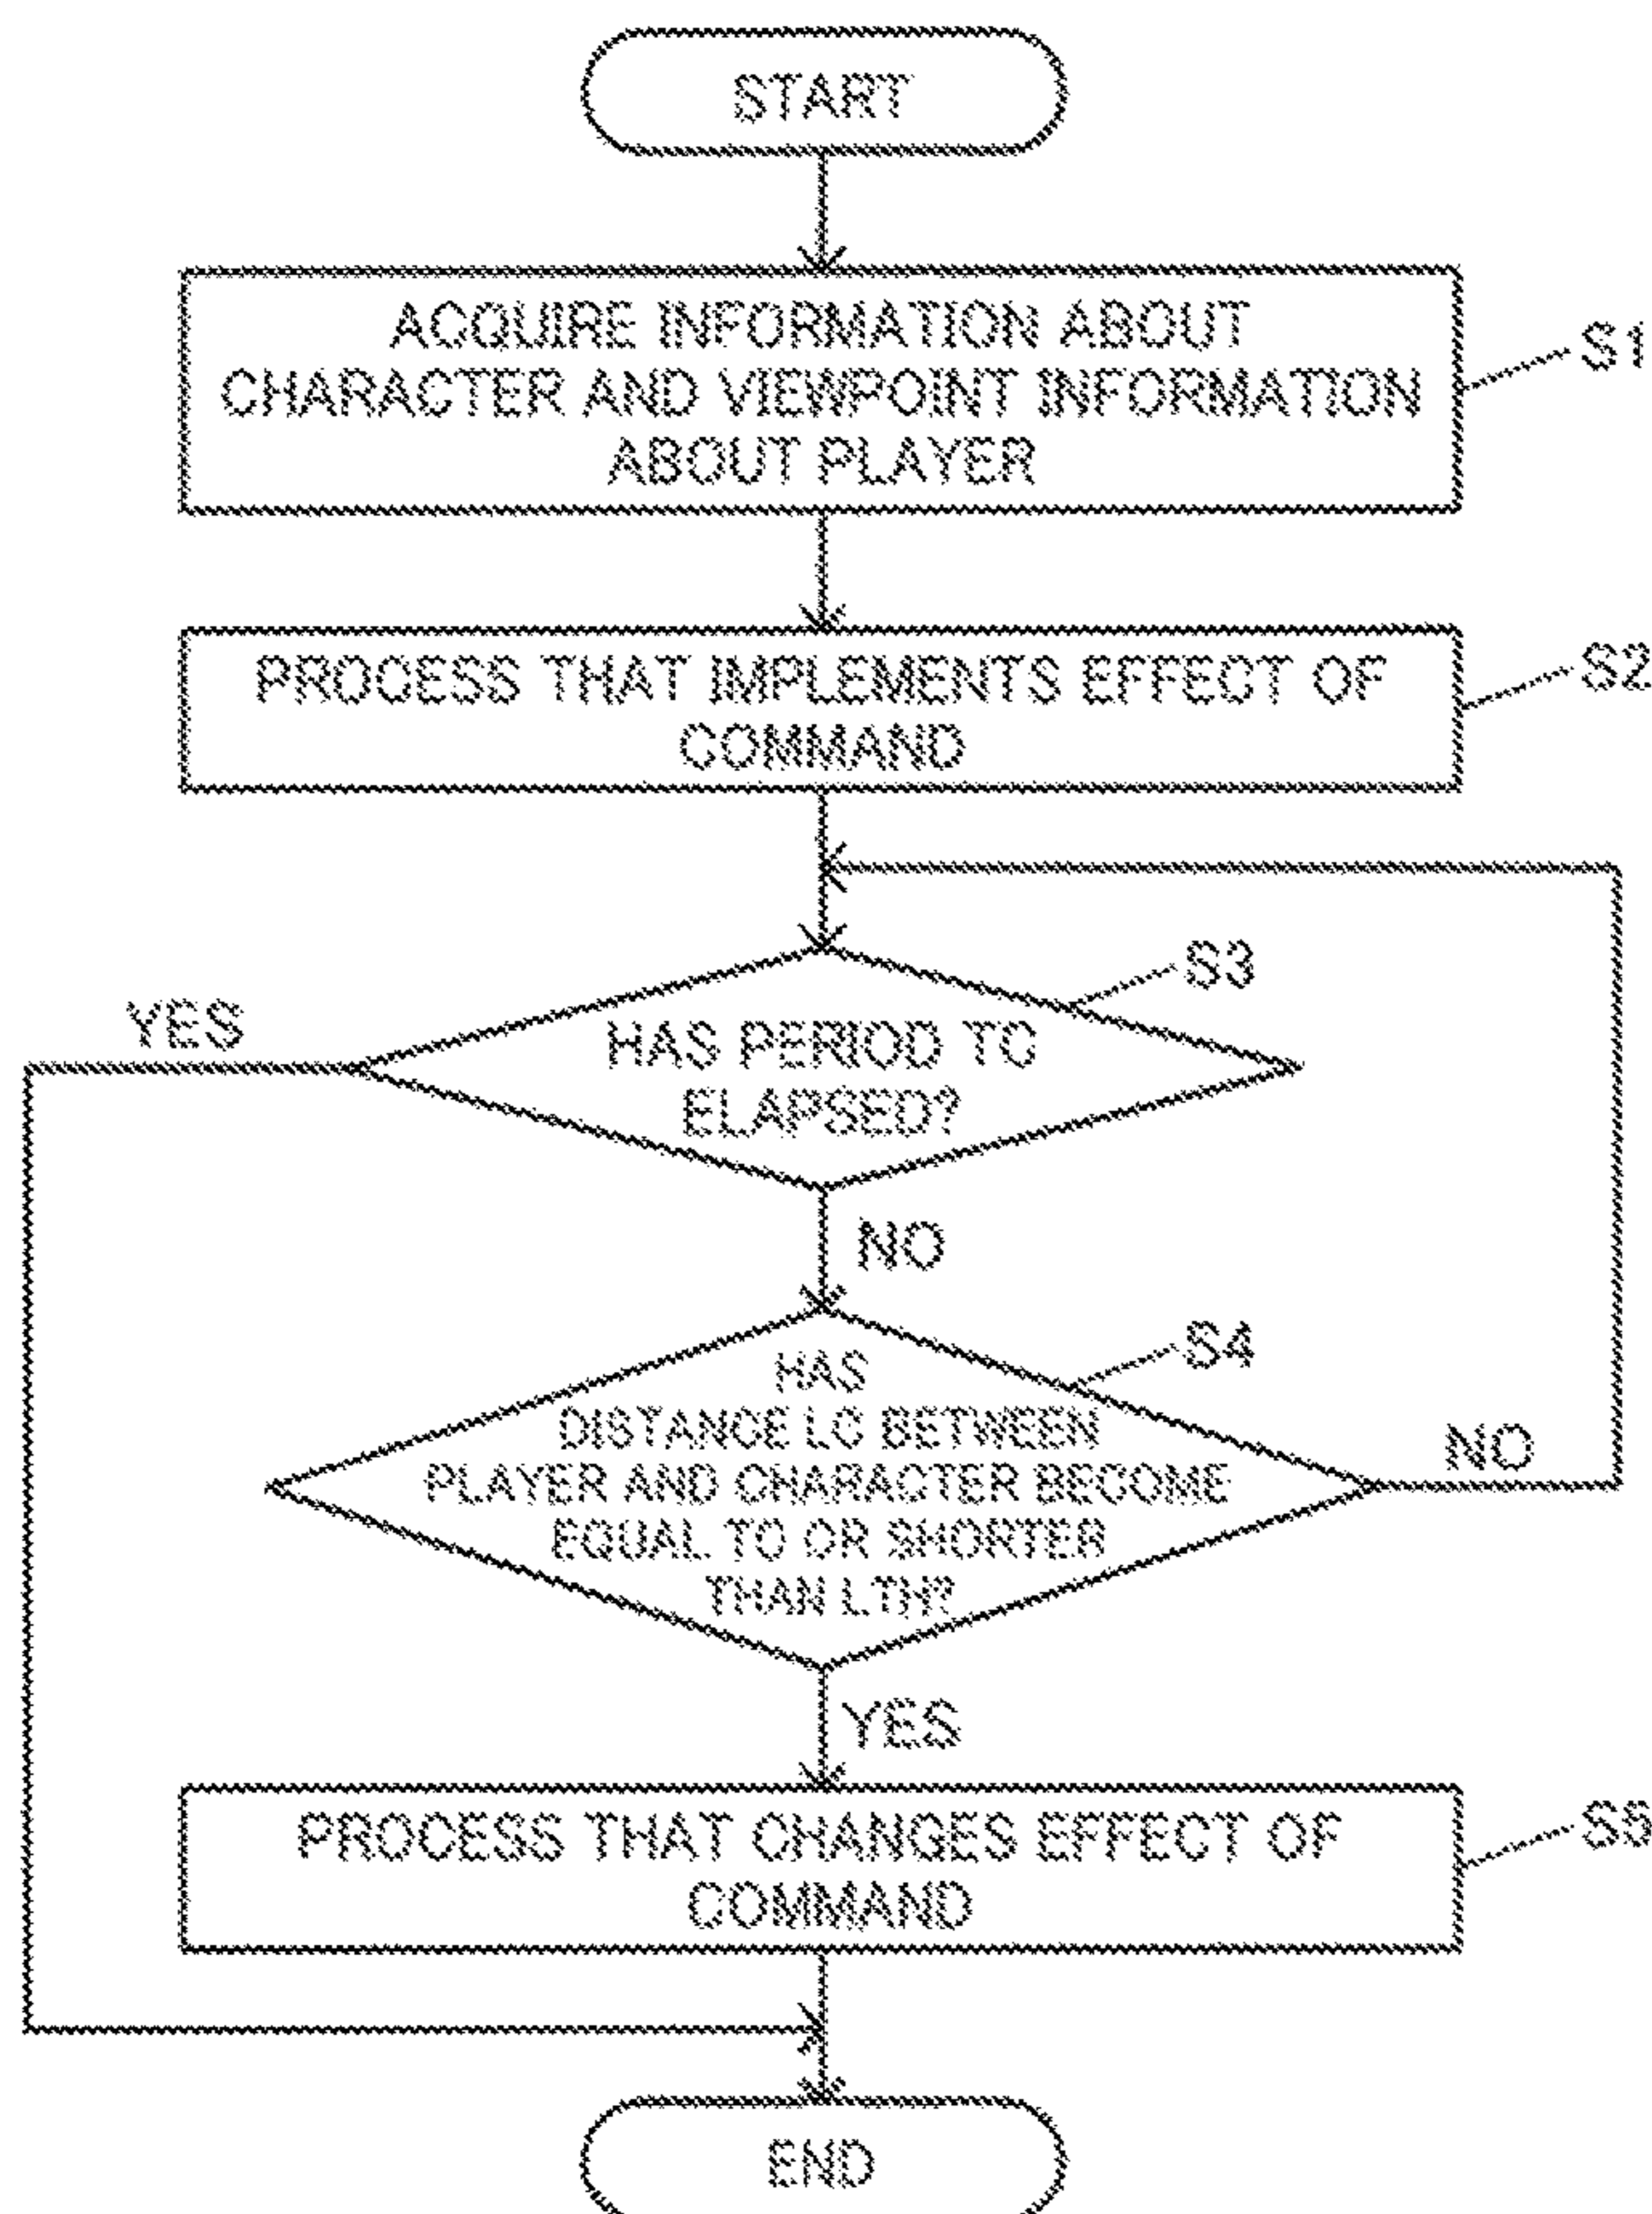 START
ACQUIRE INFORMATION ABOUT
CHARACTER AND VIEWPOINT INFORMATION
ABOUT PLAYER
S1
PROCESS THAT IMPLEMENTS EFFECT OF
COMMAND
S2
S3
YES
HAS PERIOD TC
ELAPSED?
NO
S4
HAS
DISTANCE LC BETWEEN
PLAYER AND CHARACTER BECOME
EQUAL TO OR SHORTER
THAN LTH?
NO
YES
PROCESS THAT CHANGES EFFECT OF
COMMAND
S5
END